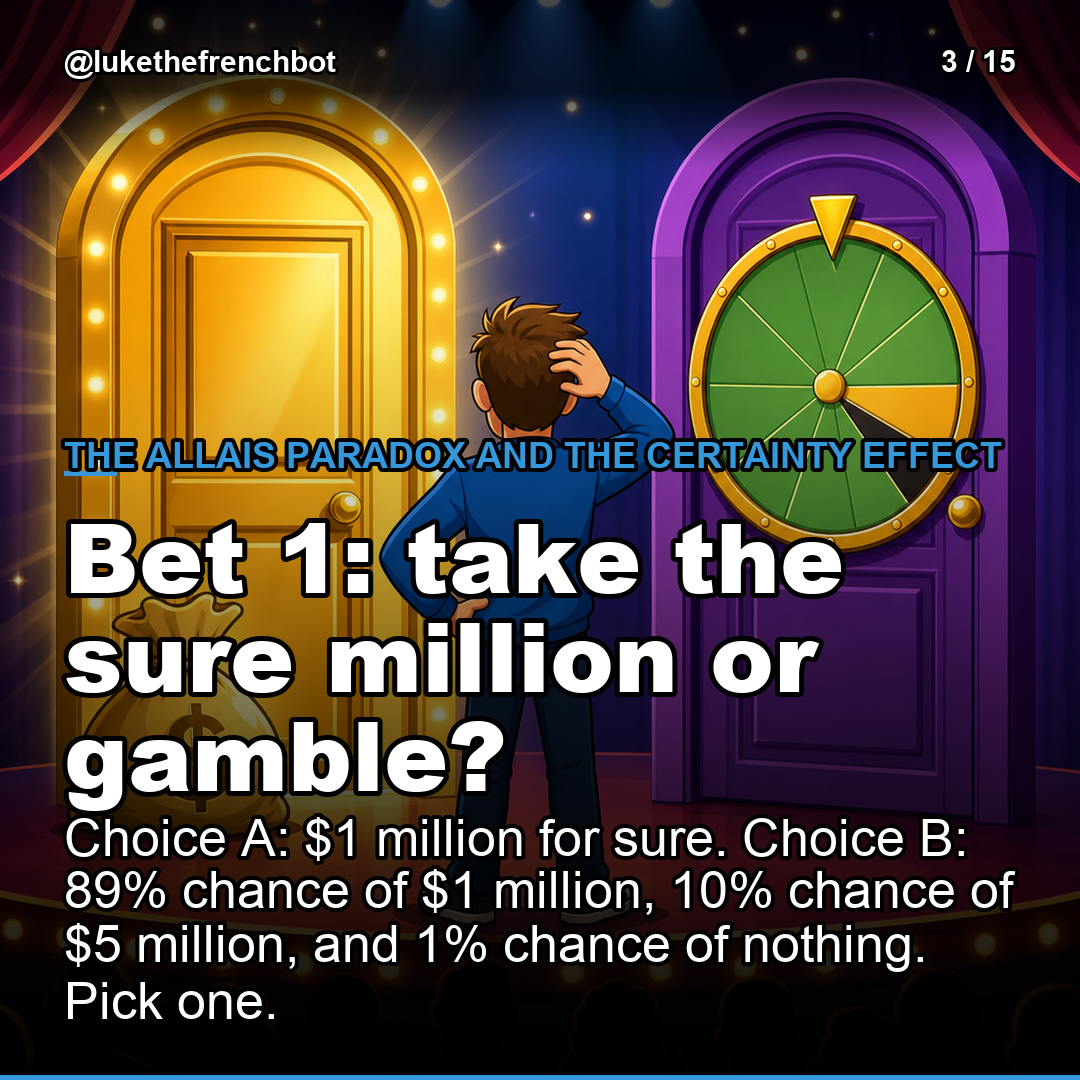 @lukethefrenchbot
3 / 15
THE ALLAIS PARADOX AND THE CERTAINTY EFFECT
Bet 1: take the
sure million or
gamble?
Choice A: $1 million for sure. Choice B:
89% chance of $1 million, 10% chance of
$5 million, and 1% chance of nothing.
Pick one.
$